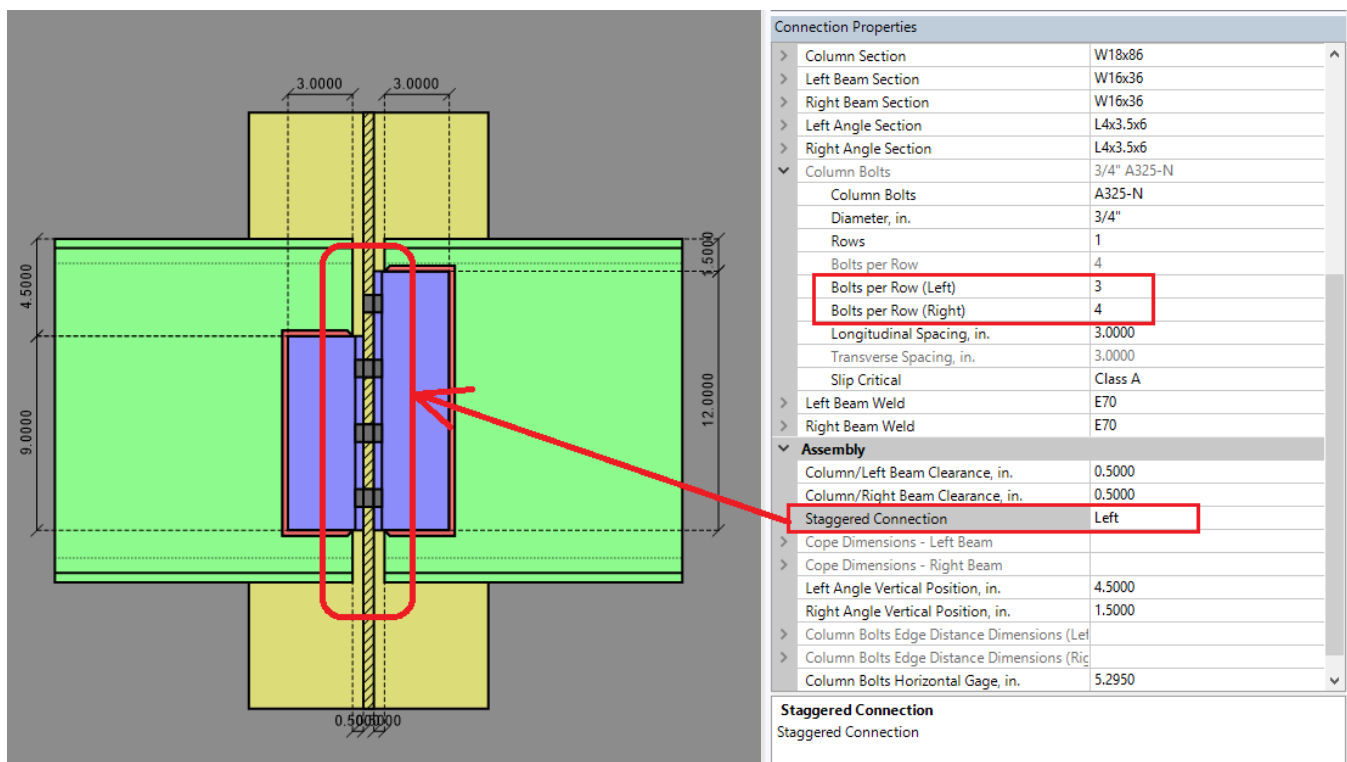 3.0000
3.0000
4.5000
9.0000
12.0000
Connection Properties
Column Section W18x86
Left Beam Section W16x36
Right Beam Section W16x36
Left Angle Section L4x3.5x6
Right Angle Section L4x3.5x6
Column Bolts 3/4" A325-N
Column Bolts A325-N
Diameter, in. 3/4"
Rows 1
Bolts per Row 4
Bolts per Row (Left) 3
Bolts per Row (Right) 4
Longitudinal Spacing, in. 3.0000
Transverse Spacing, in. 3.0000
Slip Critical Class A
Left Beam Weld E70
Right Beam Weld E70
Assembly
Column/Left Beam Clearance, in. 0.5000
Column/Right Beam Clearance, in. 0.5000
Staggered Connection Left
Cope Dimensions - Left Beam
Cope Dimensions - Right Beam
Left Angle Vertical Position, in. 4.5000
Right Angle Vertical Position, in. 1.5000
Column Bolts Edge Distance Dimensions (Lef
Column Bolts Edge Distance Dimensions (Rig
Column Bolts Horizontal Gage, in. 5.2950
Staggered Connection
Staggered Connection